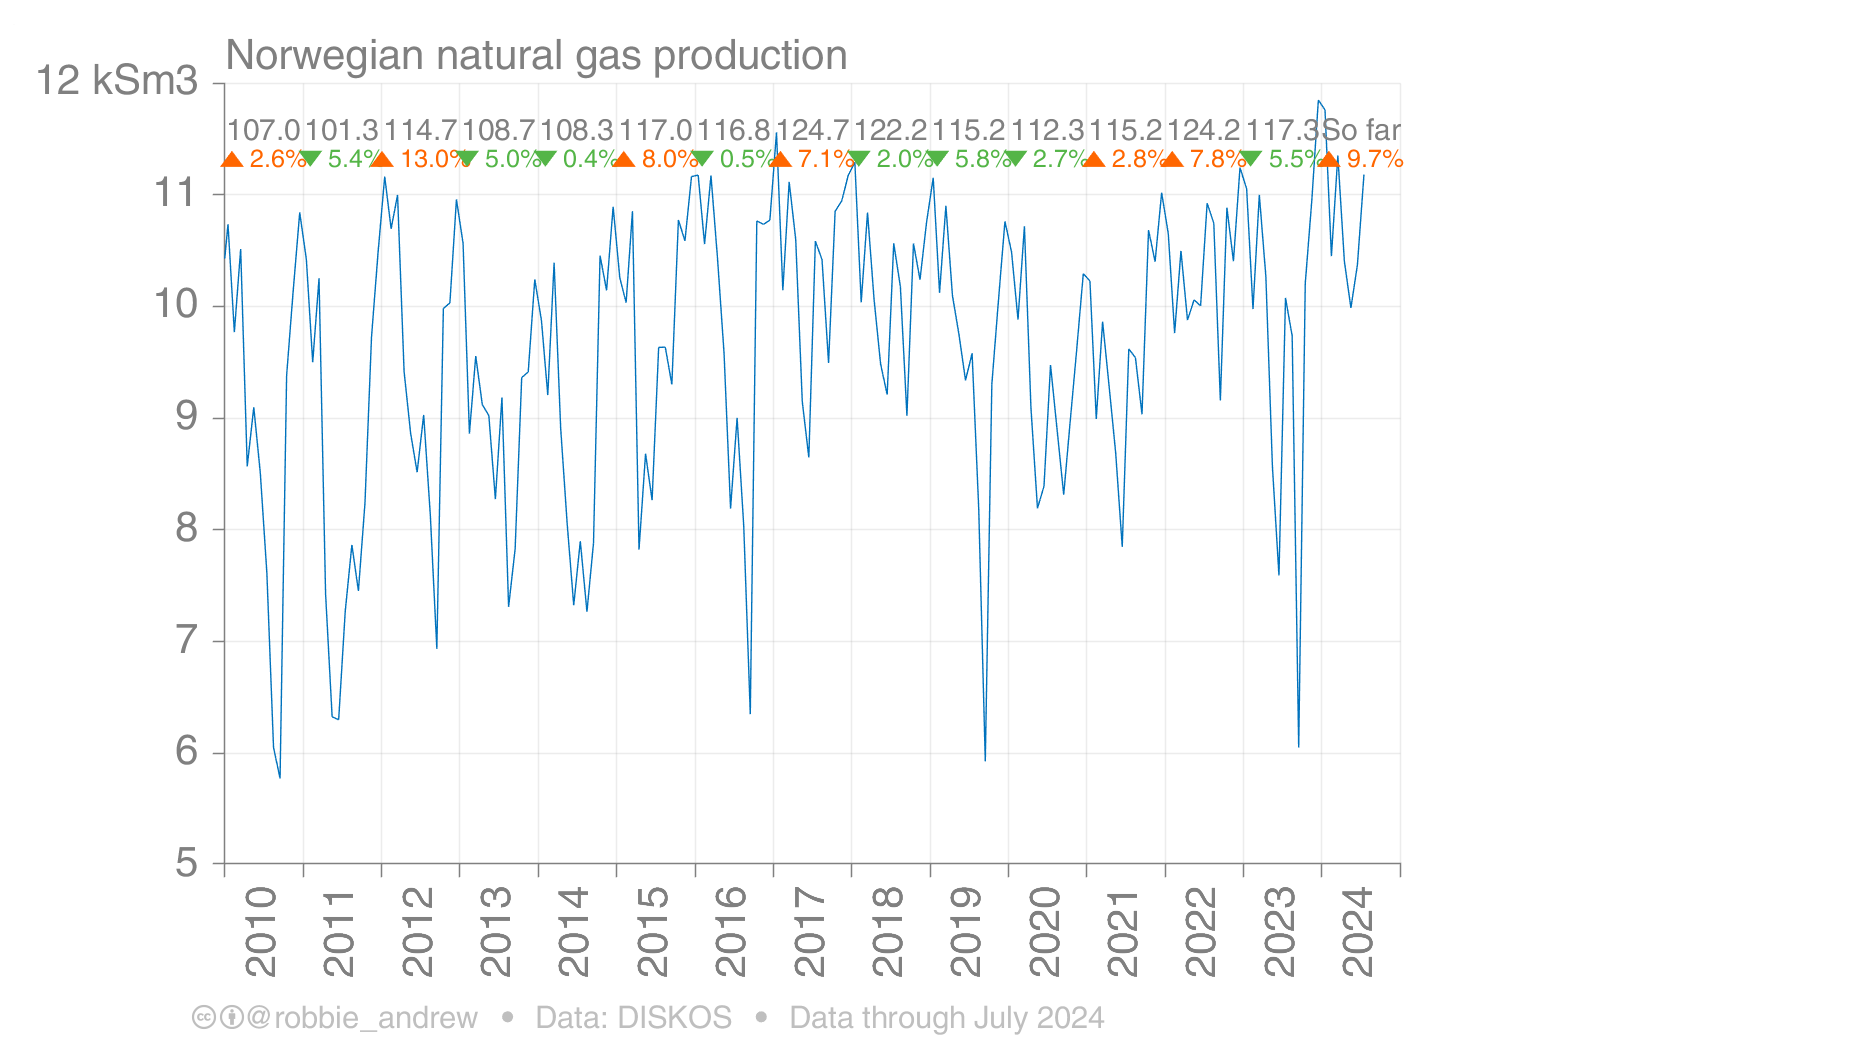 Norwegian natural gas production
12 kSm3
107.0 101.3 114.7 108.7 108.3 117.0 116.8 124.7 122.2 115.2 112.3 115.2 124.2 117.3 So far
▲ 2.6% ▼ 5.4% ▲ 13.0% ▼ 5.0% ▼ 0.4% ▲ 8.0% ▼ 0.5% ▲ 7.1% ▼ 2.0% ▼ 5.8% ▼ 2.7% ▲ 2.8% ▲ 7.8% ▼ 5.5% ▲ 9.7%
11
10
9
8
7
6
5
2010 2011 2012 2013 2014 2015 2016 2017 2018 2019 2020 2021 2022 2023 2024
@robbie_andrew • Data: DISKOS • Data through July 2024